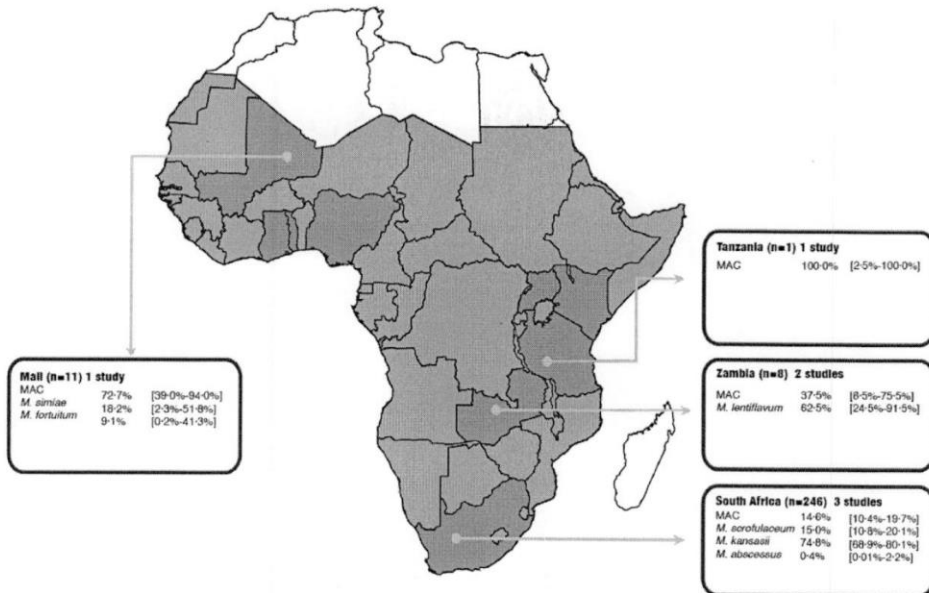 Tanzania (n=1) 1 study
MAC 100·0% [2·5%-100·0%]
Mali (n=11) 1 study
MAC 72·7% [39·0%-94·0%]
M. simiae 18·2% [2·3%-51·8%]
M. fortuitum 9·1% [0·2%-41·3%]
Zambia (n=8) 2 studies
MAC 37·5% [8·5%-75·5%]
M. lentiflavum 62·5% [24·5%-91·5%]
South Africa (n=246) 3 studies
MAC 14·6% [10·4%-19·7%]
M. scrofulaceum 15·0% [10·8%-20·1%]
M. kansasii 74·8% [68·9%-80·1%]
M. abscessus 0·4% [0·01%-2·2%]